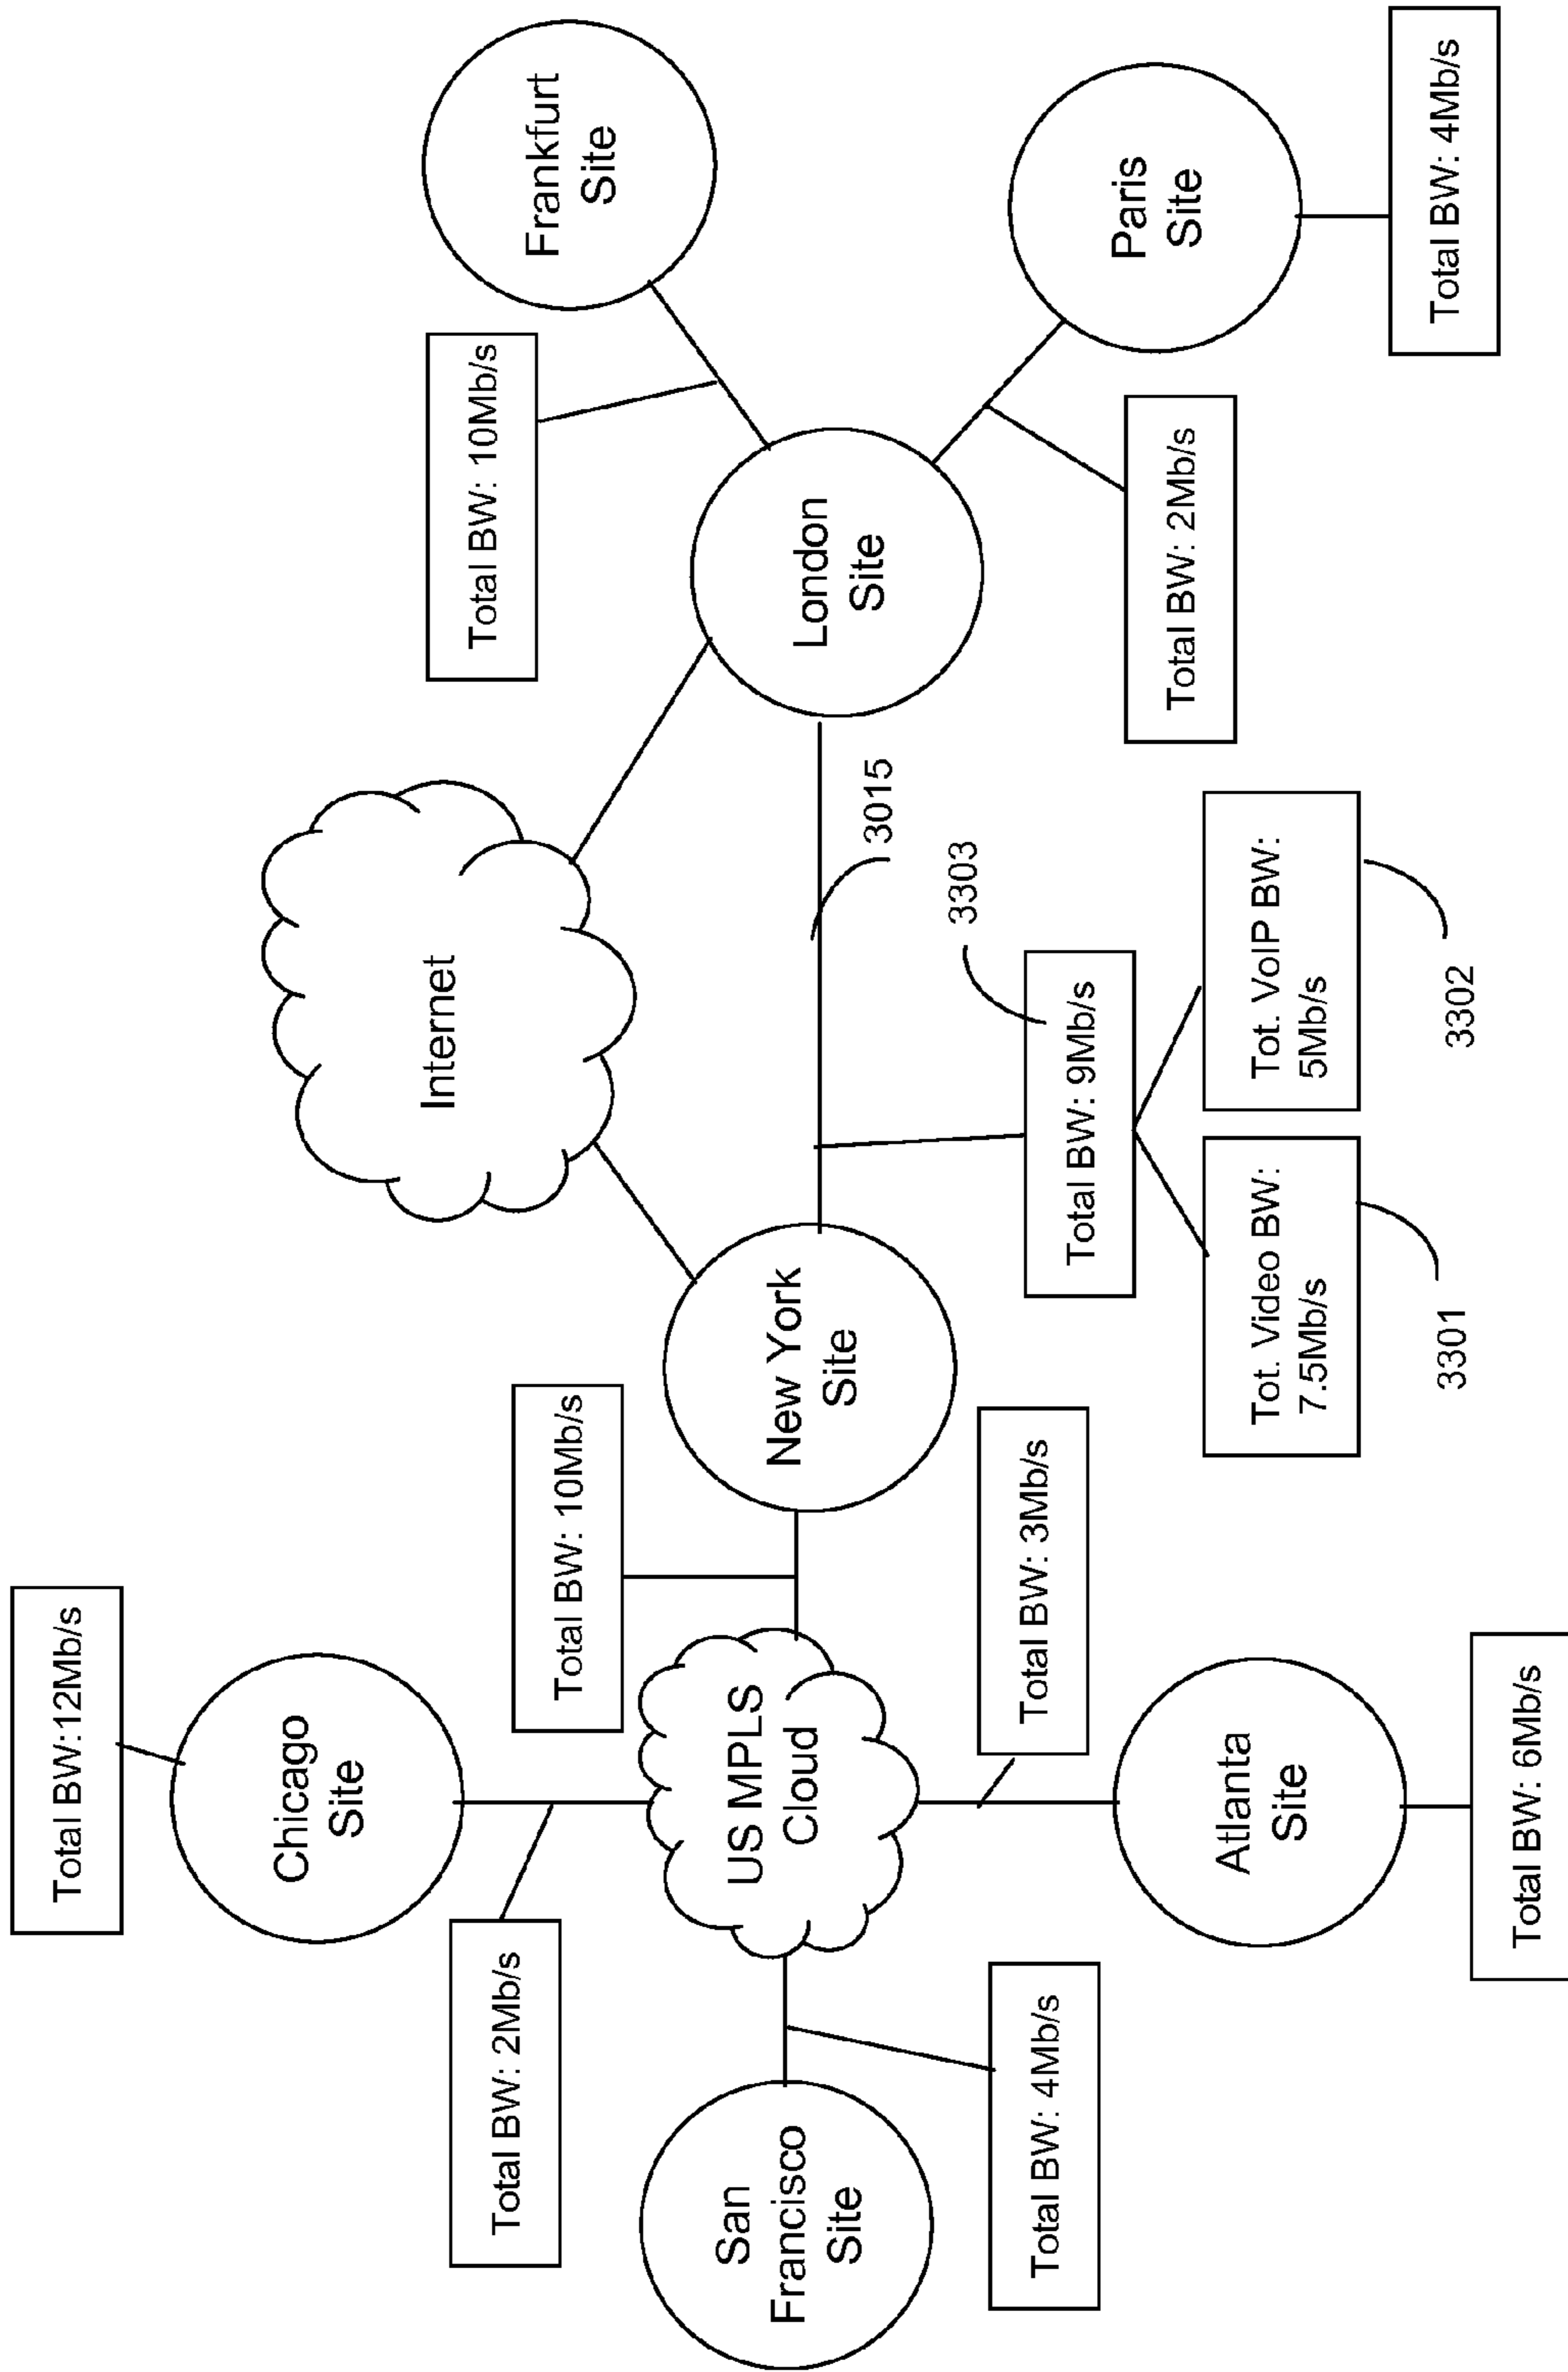 Total BW:12Mb/s
Chicago
Site
Total BW: 2Mb/s
Total BW: 10Mb/s
Internet
Total BW: 10Mb/s
Frankfurt
Site
San
Francisco
Site
US MPLS
Cloud
New York
Site
London
Site
3015
Total BW: 4Mb/s
Total BW: 3Mb/s
3303
Total BW: 9Mb/s
Total BW: 2Mb/s
Paris
Site
Atlanta
Site
Tot. Video BW:
7.5Mb/s
Tot. VoIP BW:
5Mb/s
3301
3302
Total BW: 4Mb/s
Total BW: 6Mb/s